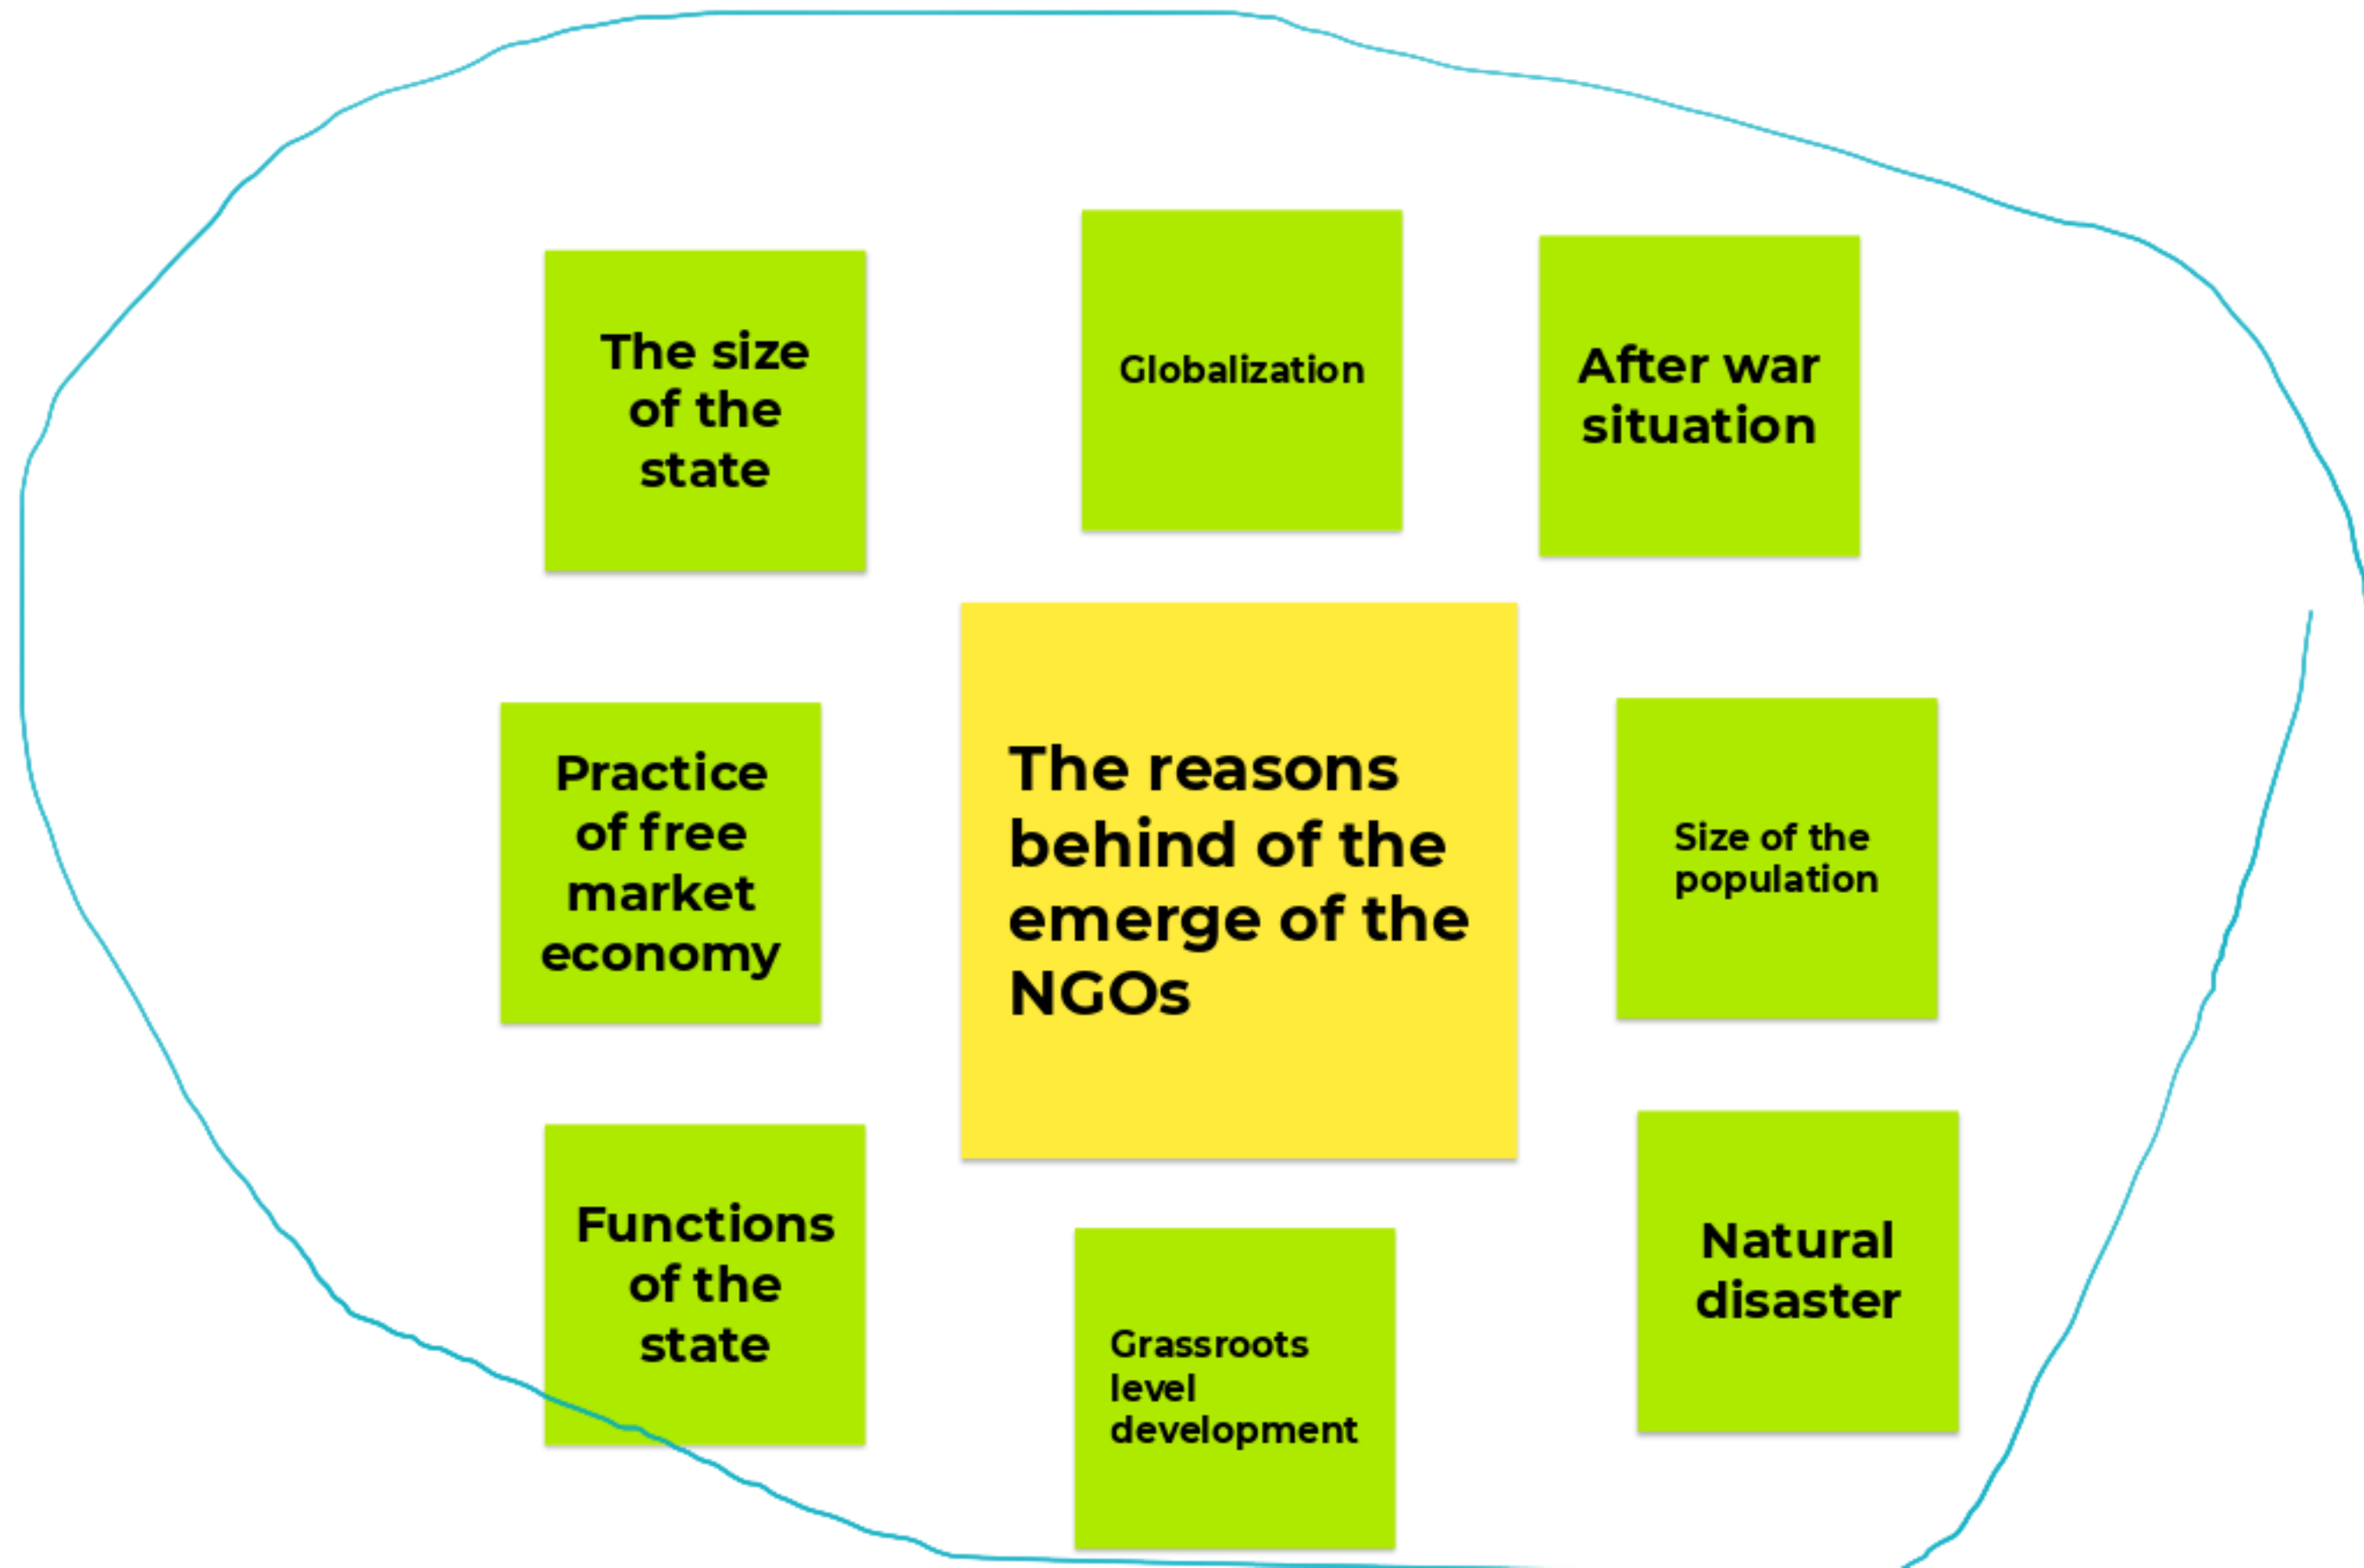 The size
of the
state
Globalization
After war
situation
Practice
of free
market
economy
The reasons
behind of the
emerge of the
NGOs
Size of the
population
Functions
of the
state
Grassroots
level
development
Natural
disaster